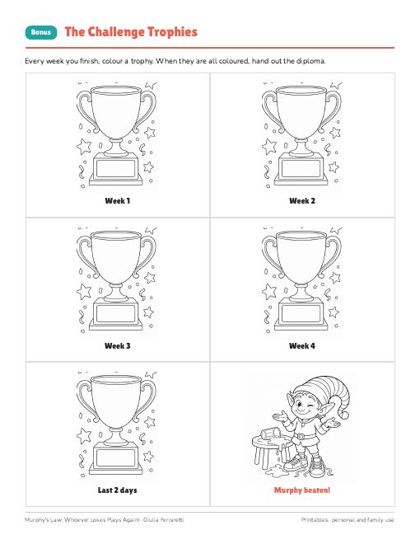 Bonus The Challenge Trophies
Every week you finish, colour a trophy. When they are all coloured, hand out the diploma.
Week 1
Week 2
Week 3
Week 4
Last 2 days
Murphy beaten!
Murphy's Law: Whoever Loses Plays Again! · Giulia Ferraretti
Printables · personal and family use